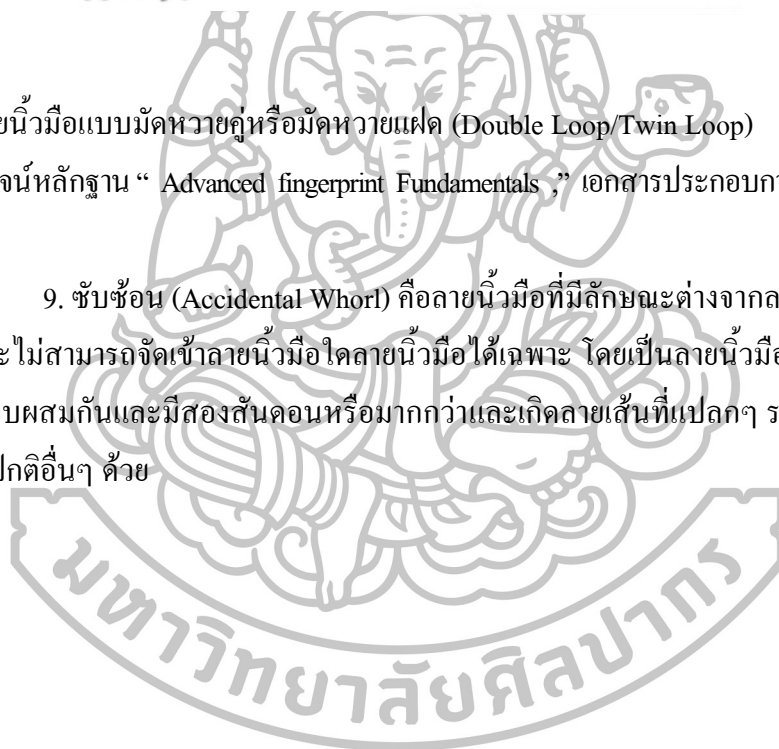 ยนิ้วมือแบบมัดหวายคู่หรือมัดหวายแฝด (Double Loop/Twin Loop)
จน์หลักฐาน “ Advanced fingerprint Fundamentals ,” เอกสารประกอบกา
9. ซับซ้อน (Accidental Whorl) คือลายนิ้วมือที่มีลักษณะต่างจากล
ะไม่สามารถจัดเข้าลายนิ้วมือใดลายนิ้วมือได้เฉพาะ โดยเป็นลายนิ้วมือ
บผสมกันและมีสองสันดอนหรือมากกว่าและเกิดลายเส้นที่แปลกๆ ร
ปกติอื่นๆ ด้วย
มหาวิทยาลัยศิลปากร